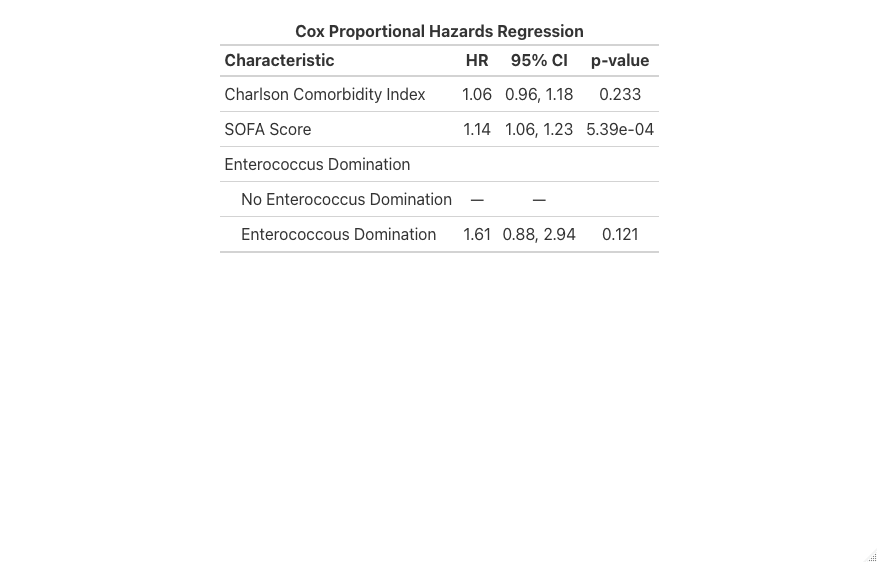 Cox Proportional Hazards Regression
Characteristic HR 95% CI p-value
Charlson Comorbidity Index 1.06 0.96, 1.18 0.233
SOFA Score 1.14 1.06, 1.23 5.39e-04
Enterococcus Domination
No Enterococcus Domination — —
Enterococcous Domination 1.61 0.88, 2.94 0.121